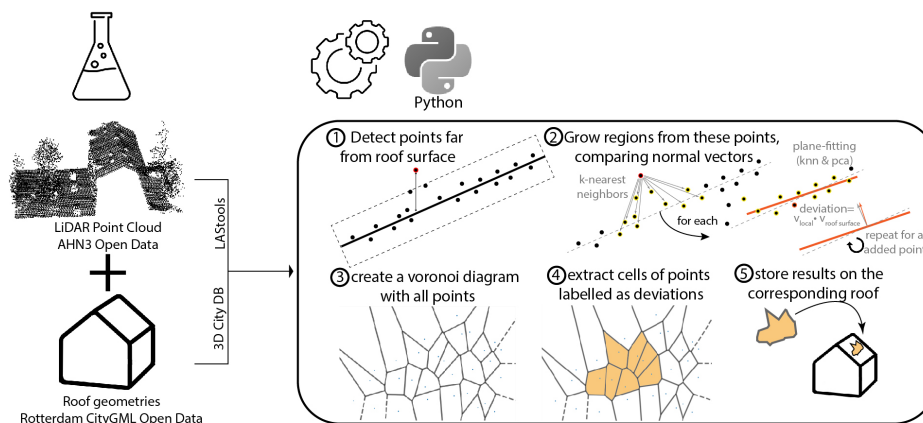 Python
LiDAR Point Cloud
AHN3 Open Data
Roof geometries
Rotterdam CityGML Open Data
LAStools
3D City DB
1 Detect points far
from roof surface
2 Grow regions from these points,
comparing normal vectors
k-nearest
neighbors
for each
plane-fitting
(knn & pca)
deviation=
v local • v roof surface
repeat for a
added point
3 create a voronoi diagram
with all points
4 extract cells of points
labelled as deviations
5 store results on the
corresponding roof